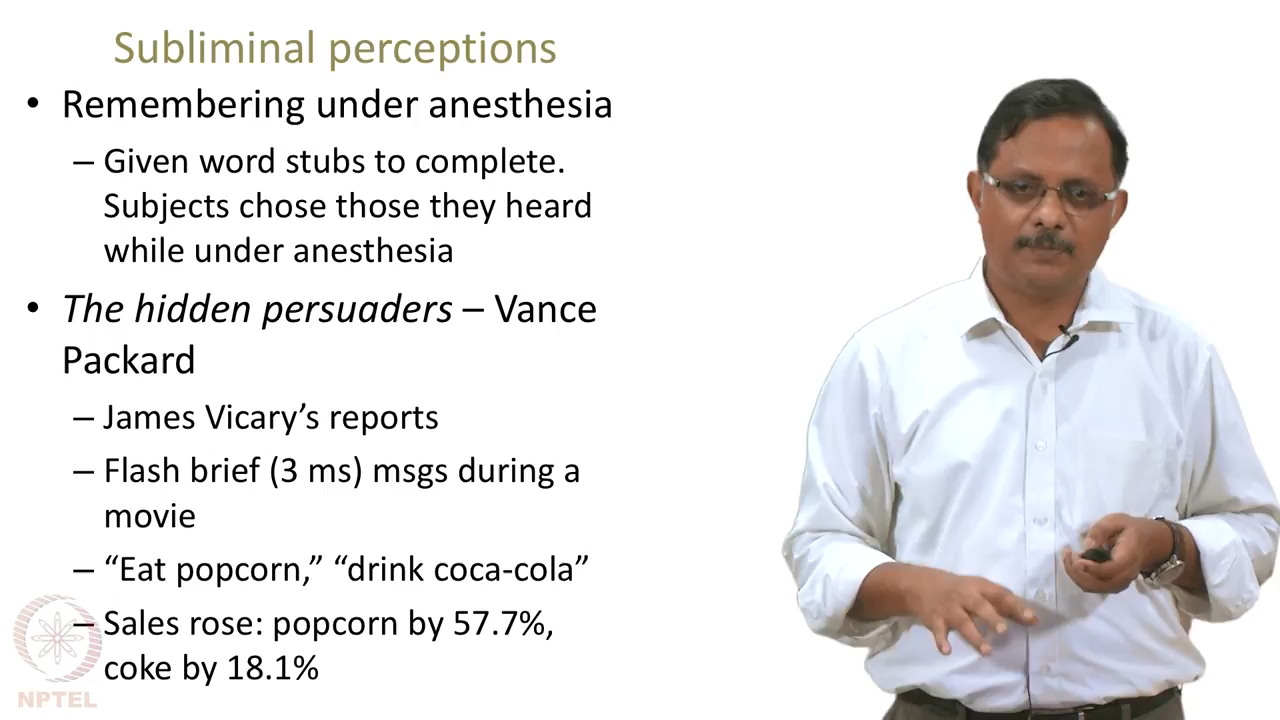 Subliminal perceptions
• Remembering under anesthesia
– Given word stubs to complete.
Subjects chose those they heard
while under anesthesia
• The hidden persuaders – Vance
Packard
– James Vicary’s reports
– Flash brief (3 ms) msgs during a
movie
– “Eat popcorn,” “drink coca-cola”
– Sales rose: popcorn by 57.7%,
coke by 18.1%
NPTEL